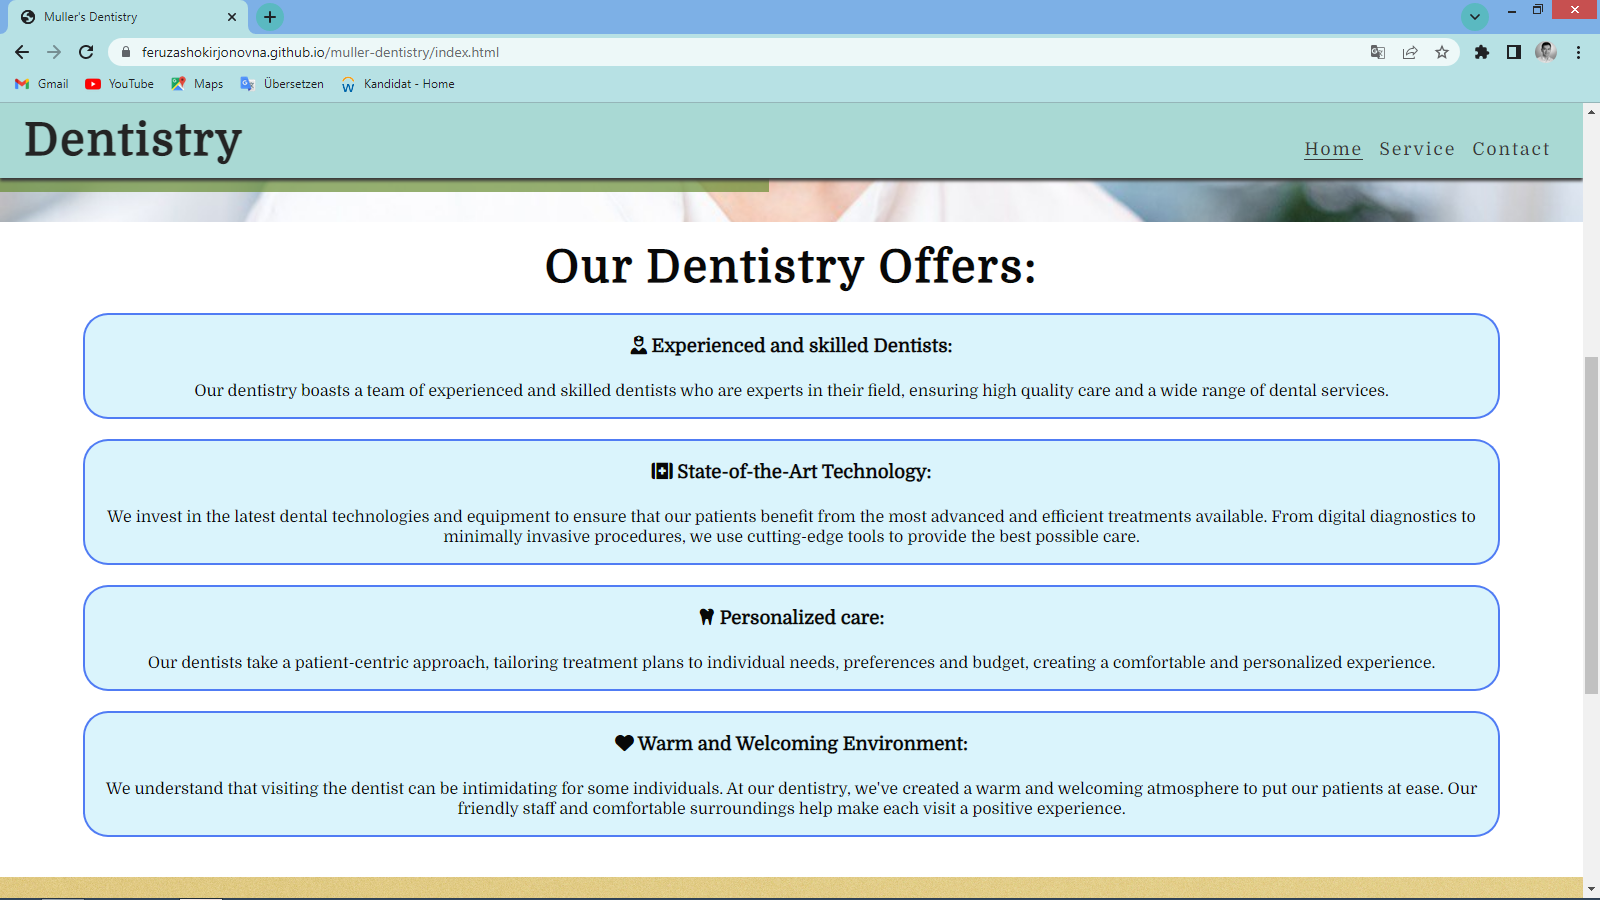 Muller's Dentistry
feruzashokirjonovna.github.io/muller-dentistry/index.html
Gmail YouTube Maps Übersetzen Kandidat - Home
Dentistry
Home Service Contact
Our Dentistry Offers:
Experienced and skilled Dentists:
Our dentistry boasts a team of experienced and skilled dentists who are experts in their field, ensuring high quality care and a wide range of dental services.
State-of-the-Art Technology:
We invest in the latest dental technologies and equipment to ensure that our patients benefit from the most advanced and efficient treatments available. From digital diagnostics to
minimally invasive procedures, we use cutting-edge tools to provide the best possible care.
Personalized care:
Our dentists take a patient-centric approach, tailoring treatment plans to individual needs, preferences and budget, creating a comfortable and personalized experience.
Warm and Welcoming Environment:
We understand that visiting the dentist can be intimidating for some individuals. At our dentistry, we've created a warm and welcoming atmosphere to put our patients at ease. Our
friendly staff and comfortable surroundings help make each visit a positive experience.